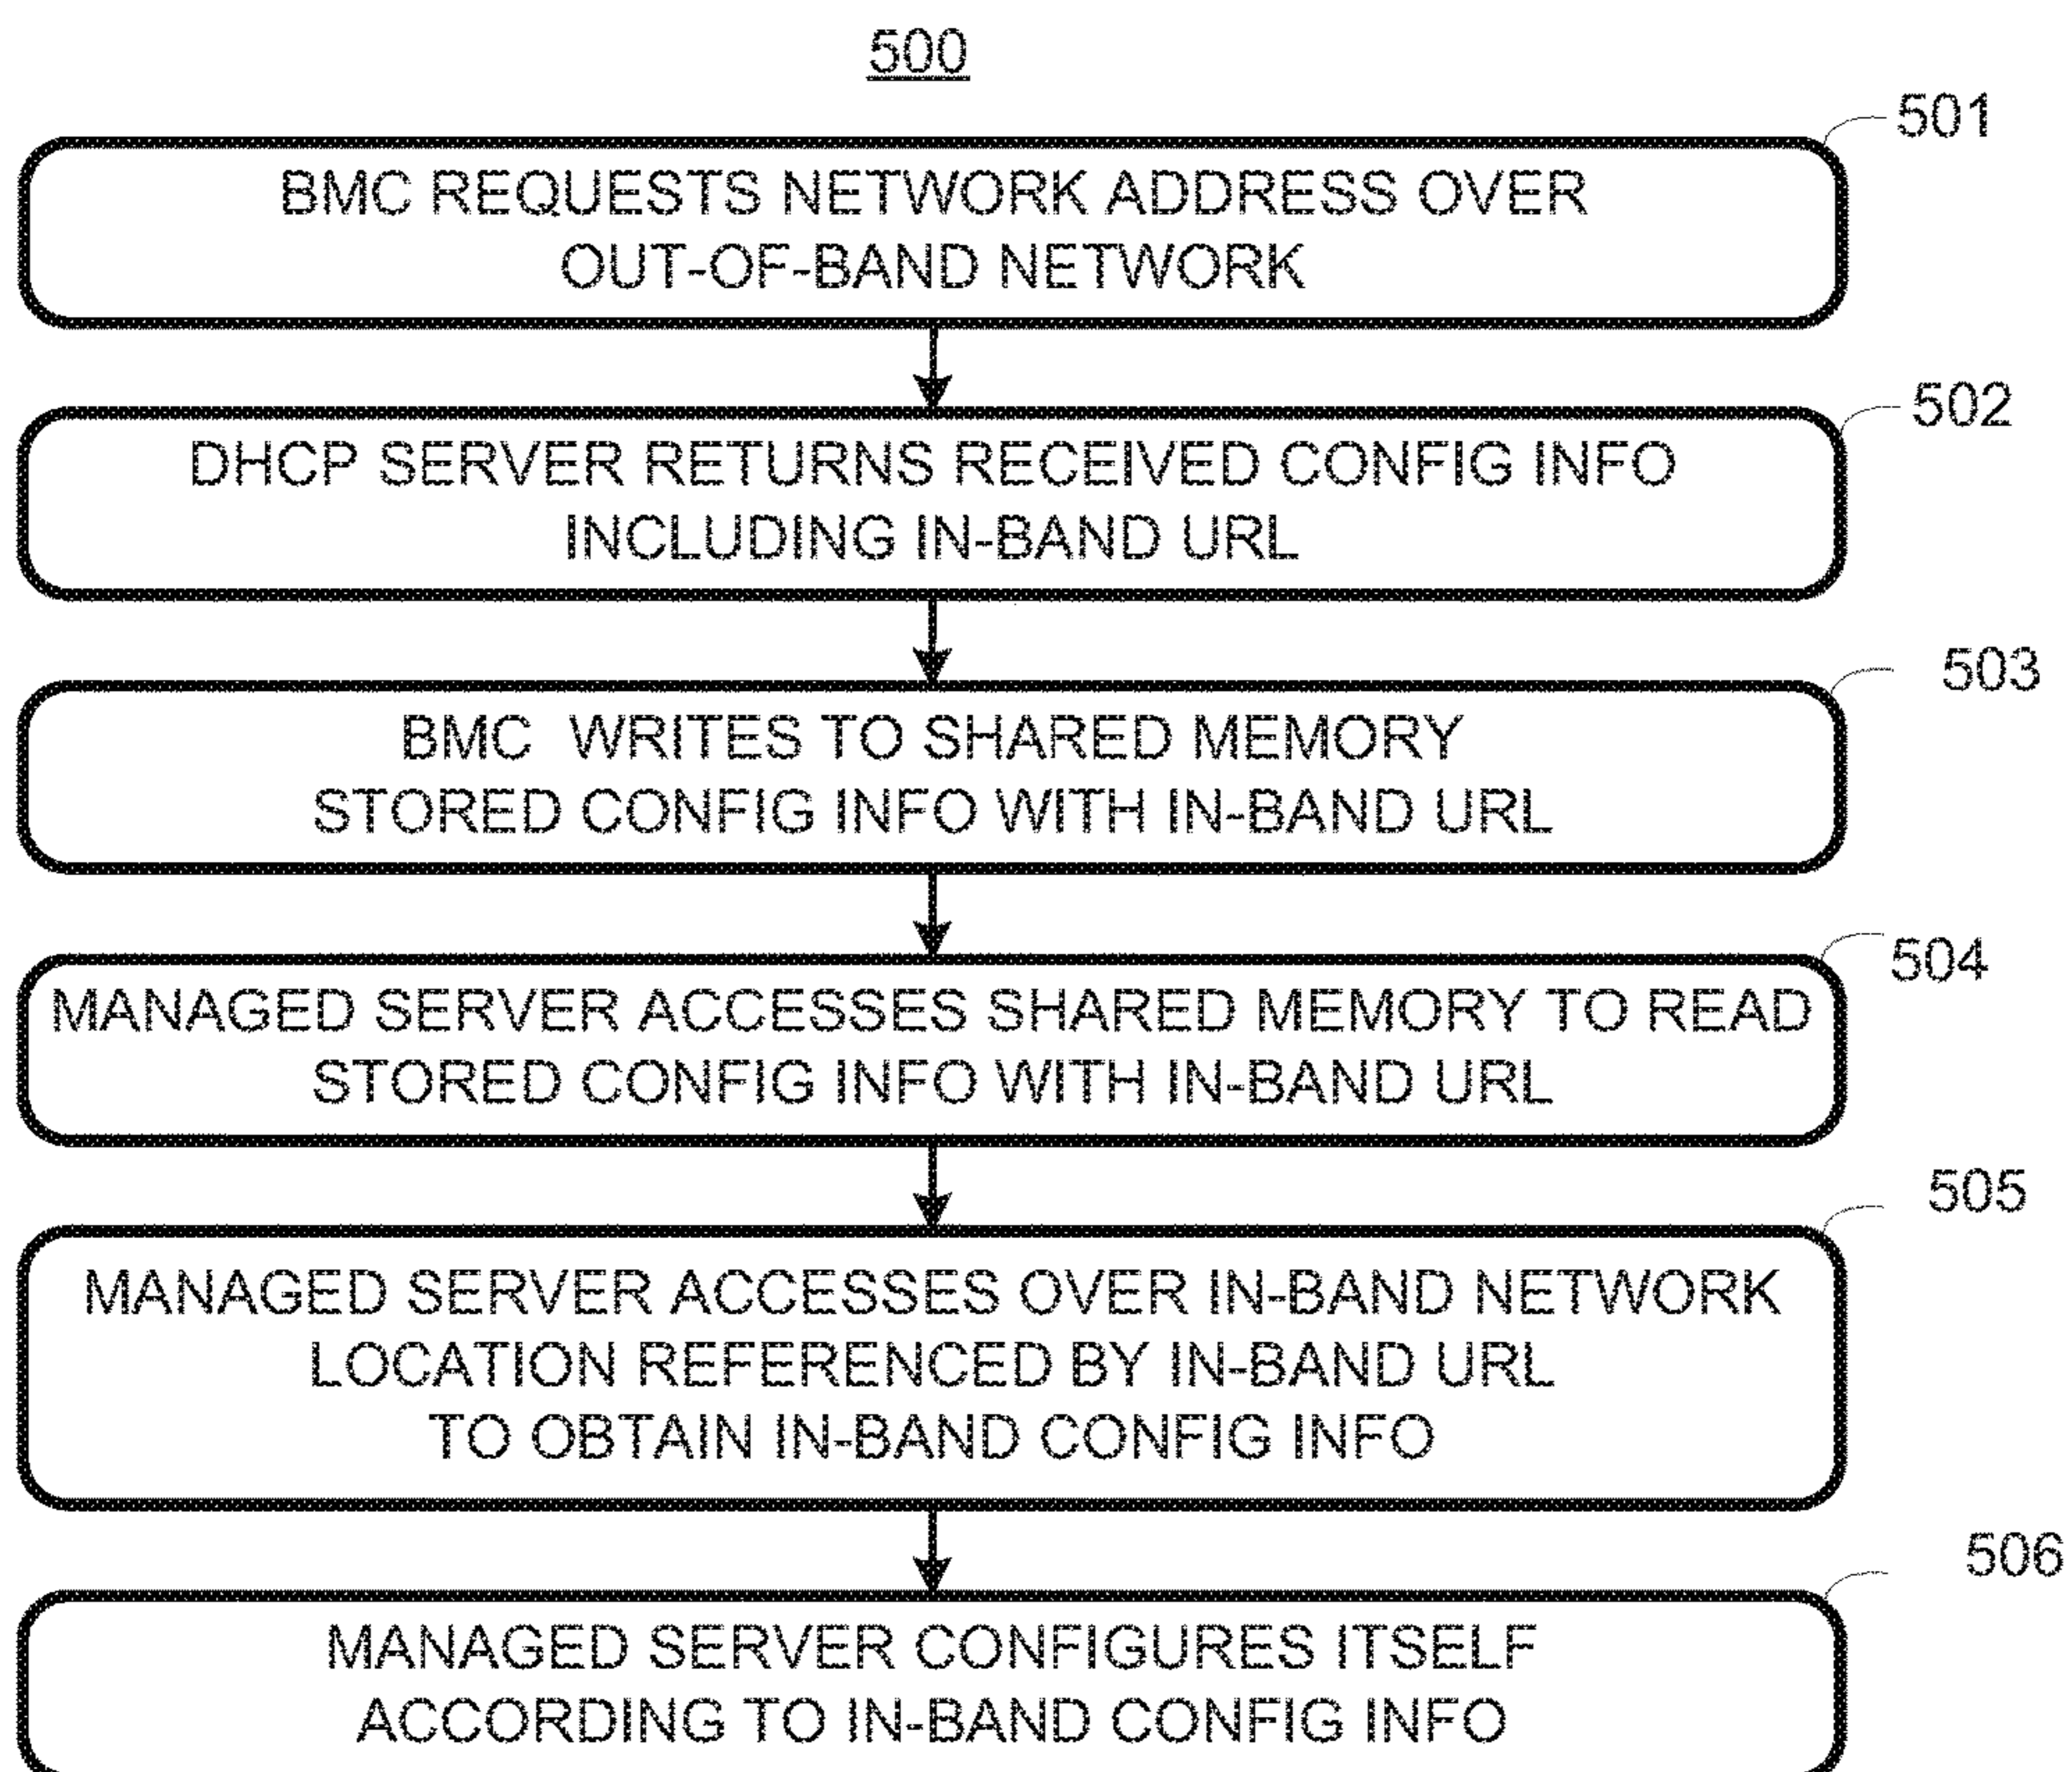 500
501
BMC REQUESTS NETWORK ADDRESS OVER
OUT-OF-BAND NETWORK
502
DHCP SERVER RETURNS RECEIVED CONFIG INFO
INCLUDING IN-BAND URL
503
BMC WRITES TO SHARED MEMORY
STORED CONFIG INFO WITH IN-BAND URL
504
MANAGED SERVER ACCESSES SHARED MEMORY TO READ
STORED CONFIG INFO WITH IN-BAND URL
505
MANAGED SERVER ACCESSES OVER IN-BAND NETWORK
LOCATION REFERENCED BY IN-BAND URL
TO OBTAIN IN-BAND CONFIG INFO
506
MANAGED SERVER CONFIGURES ITSELF
ACCORDING TO IN-BAND CONFIG INFO